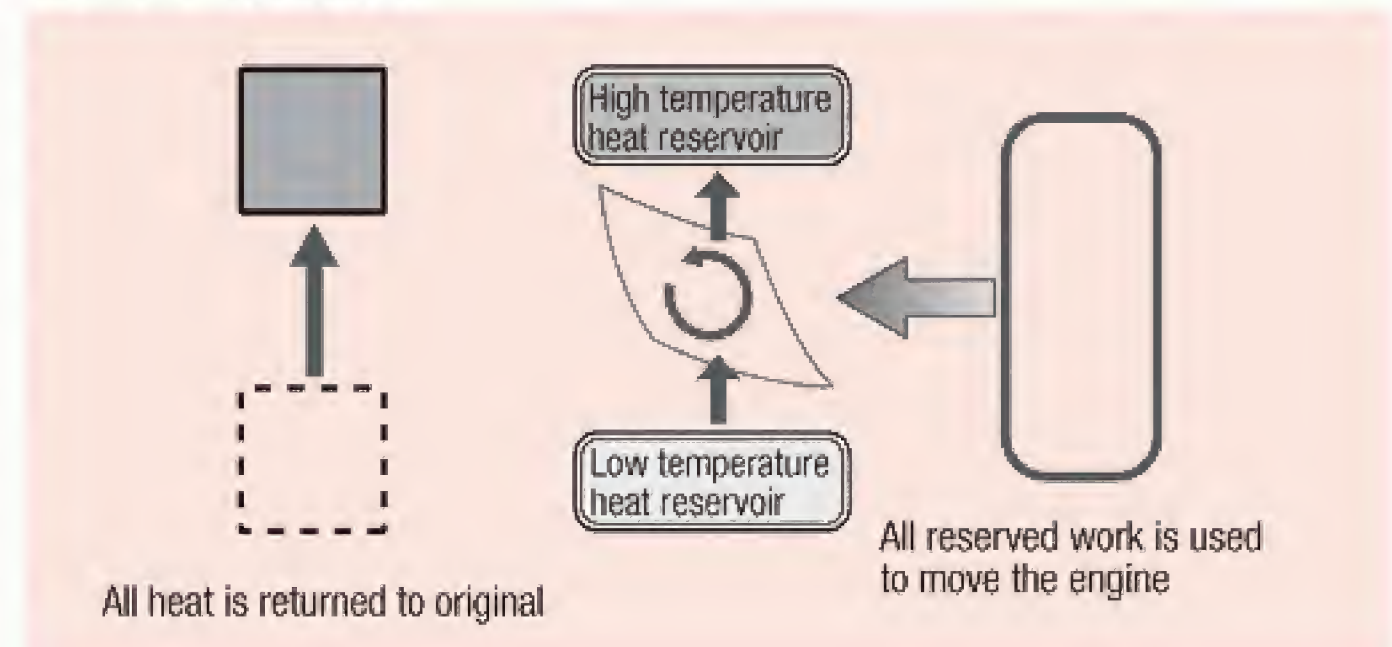 High temperature
heat reservoir
Low temperature
heat reservoir
All reserved work is used
to move the engine
All heat is returned to original